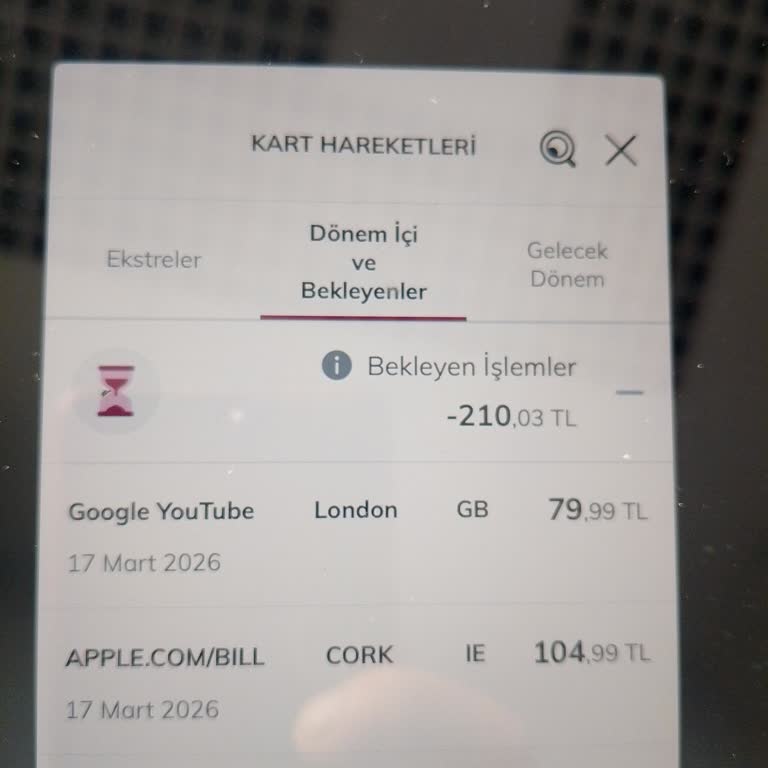 KART HAREKETLERİ
Ekstreler
Dönem İçi
ve
Bekleyenler
Gelecek
Dönem
Bekleyen İşlemler
-210,03 TL
Google YouTube London GB 79,99 TL
17 Mart 2026
APPLE.COM/BILL CORK IE 104,99 TL
17 Mart 2026